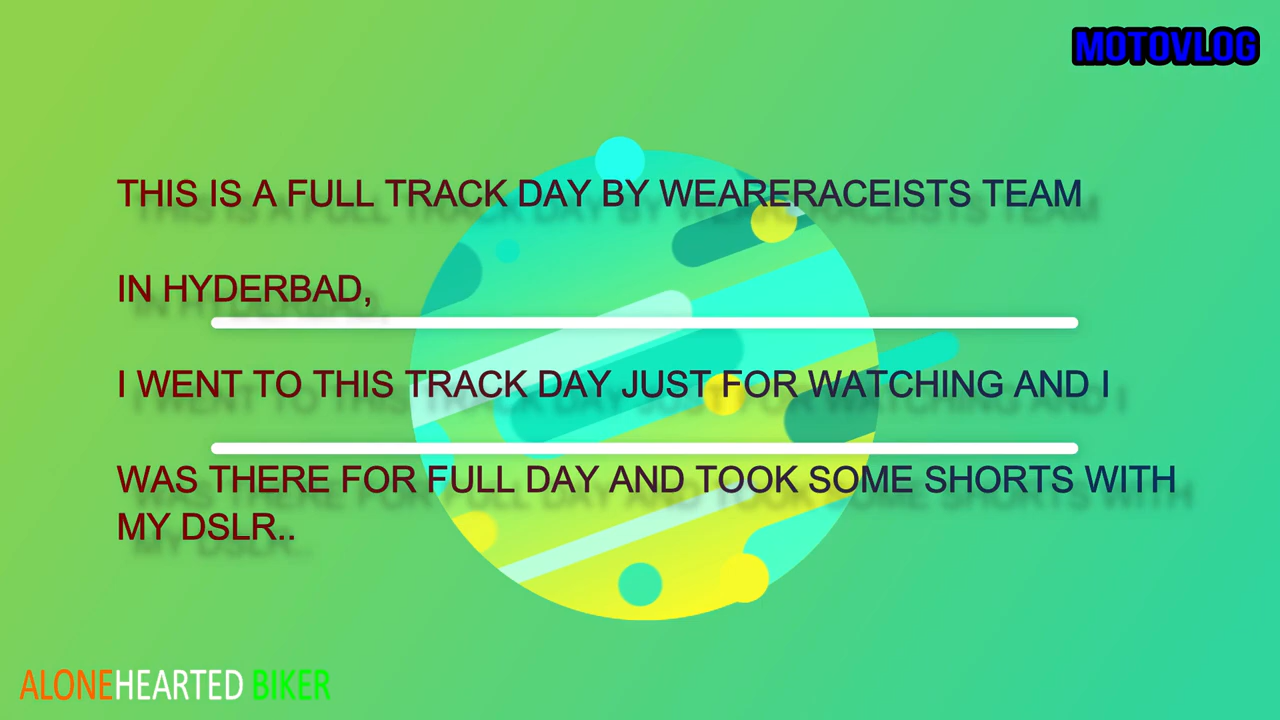 MOTOVLOG
THIS IS A FULL TRACK DAY BY WEARERACEISTS TEAM
IN HYDERBAD,
I WENT TO THIS TRACK DAY JUST FOR WATCHING AND I
WAS THERE FOR FULL DAY AND TOOK SOME SHORTS WITH
MY DSLR..
ALONEHEARTED BIKER